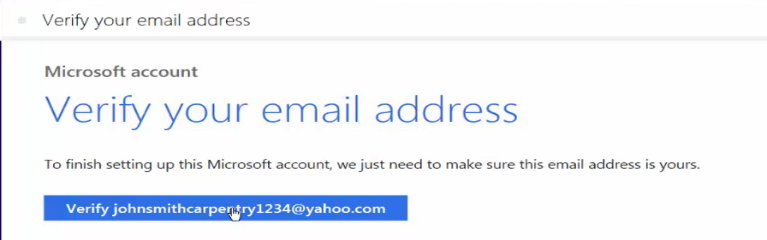 Verify your email address
Microsoft account
Verify your email address
To finish setting up this Microsoft account, we just need to make sure this email address is yours.
Verify johnsmithcarpentry1234@yahoo.com